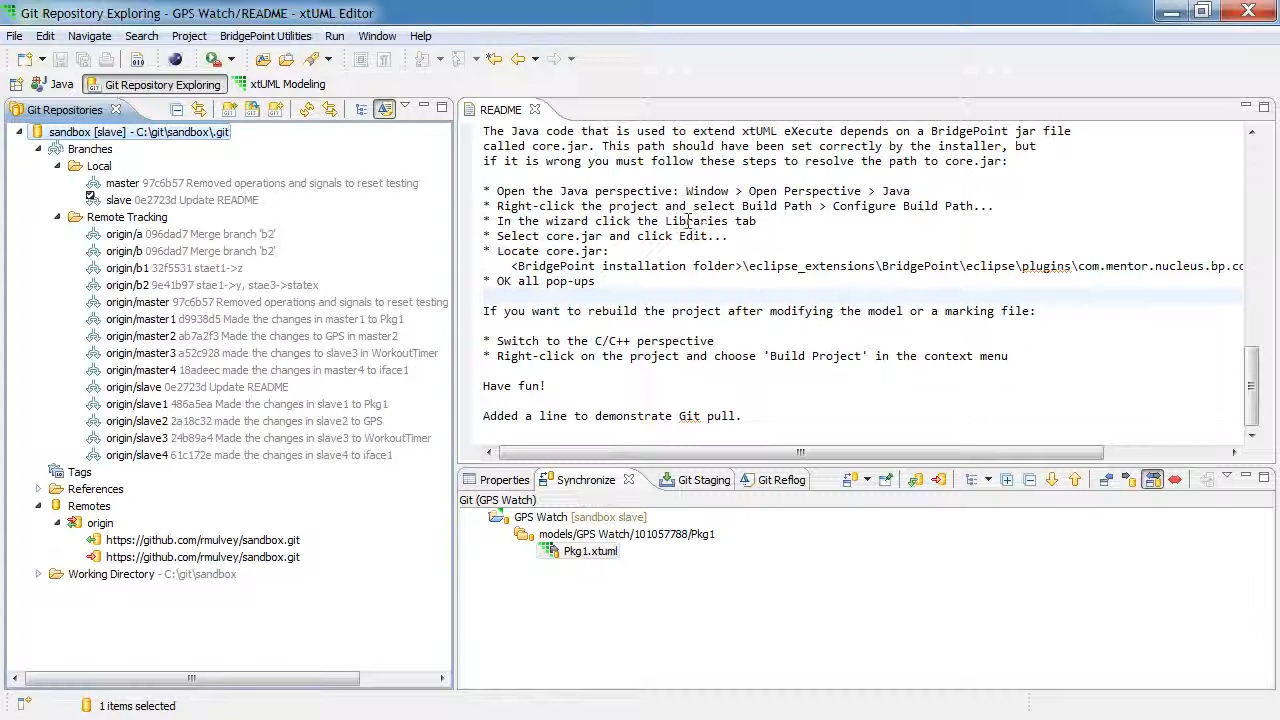 Git Repository Exploring - GPS Watch/README - xtUML Editor
File Edit Navigate Search Project BridgePoint Utilities Run Window Help
Java Git Repository Exploring xtUML Modeling
Git Repositories
sandbox [slave] - C:\git\sandbox\.git
Branches
Local
master 97c6b57 Removed operations and signals to reset testing
slave 0e2723d Update README
Remote Tracking
origin/a 096dad7 Merge branch 'b2'
origin/b 096dad7 Merge branch 'b2'
origin/b1 32f5531 staet1->z
origin/b2 9e41b97 stae1->y, stae3->statex
origin/master 97c6b57 Removed operations and signals to reset testing
origin/master1 d9938d5 Made the changes in master1 to Pkg1
origin/master2 ab7a2f3 Made the changes to GPS in master2
origin/master3 a52c928 made the changes to slave3 in WorkoutTimer
origin/master4 18adeec made the changes in master4 to iface1
origin/slave 0e2723d Update README
origin/slave1 486a5ea Made the changes in slave1 to Pkg1
origin/slave2 2a18c32 made the changes in slave2 to GPS
origin/slave3 24b89a4 Made the changes in slave3 to WorkoutTimer
origin/slave4 61c172e made the changes in slave4 to iface1
Tags
References
Remotes
origin
https://github.com/rmulvey/sandbox.git
https://github.com/rmulvey/sandbox.git
Working Directory - C:\git\sandbox
README
The Java code that is used to extend xtUML eXecute depends on a BridgePoint jar file
called core.jar. This path should have been set correctly by the installer, but
if it is wrong you must follow these steps to resolve the path to core.jar:
* Open the Java perspective: Window > Open Perspective > Java
* Right-click the project and select Build Path > Configure Build Path...
* In the wizard click the Libraries tab
* Select core.jar and click Edit...
* Locate core.jar:
<BridgePoint installation folder>\eclipse_extensions\BridgePoint\eclipse\plugins\com.mentor.nucleus.bp.co
* OK all pop-ups
If you want to rebuild the project after modifying the model or a marking file:
* Switch to the C/C++ perspective
* Right-click on the project and choose 'Build Project' in the context menu
Have fun!
Added a line to demonstrate Git pull.
Properties Synchronize Git Staging Git Reflog
Git (GPS Watch)
GPS Watch [sandbox slave]
models/GPS Watch/101057788/Pkg1
Pkg1.xtuml
1 items selected